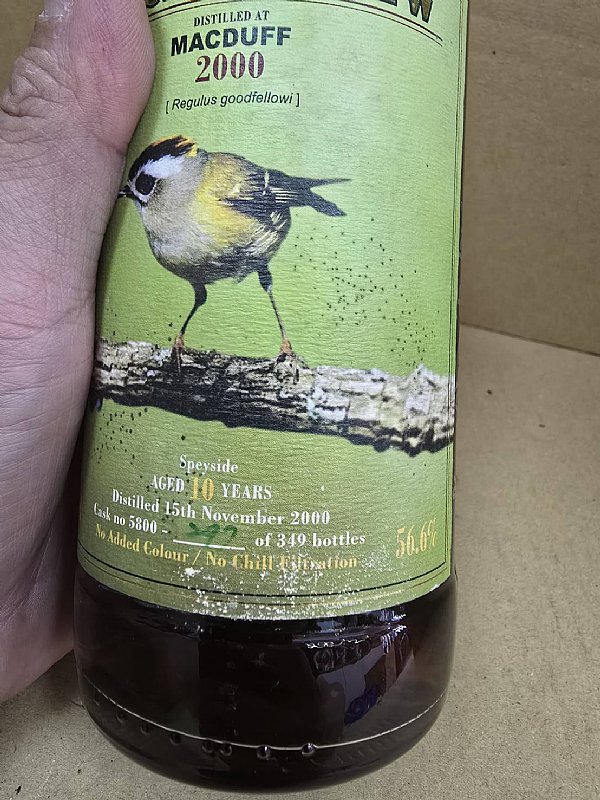 DISTILLED AT
MACDUFF
2000
[ Regulus goodfellowi ]
Speyside
AGED 10 YEARS
Distilled 15th November 2000
Cask no 5800 - of 349 bottles
No Added Colour / No Chill Filtration
56.6%